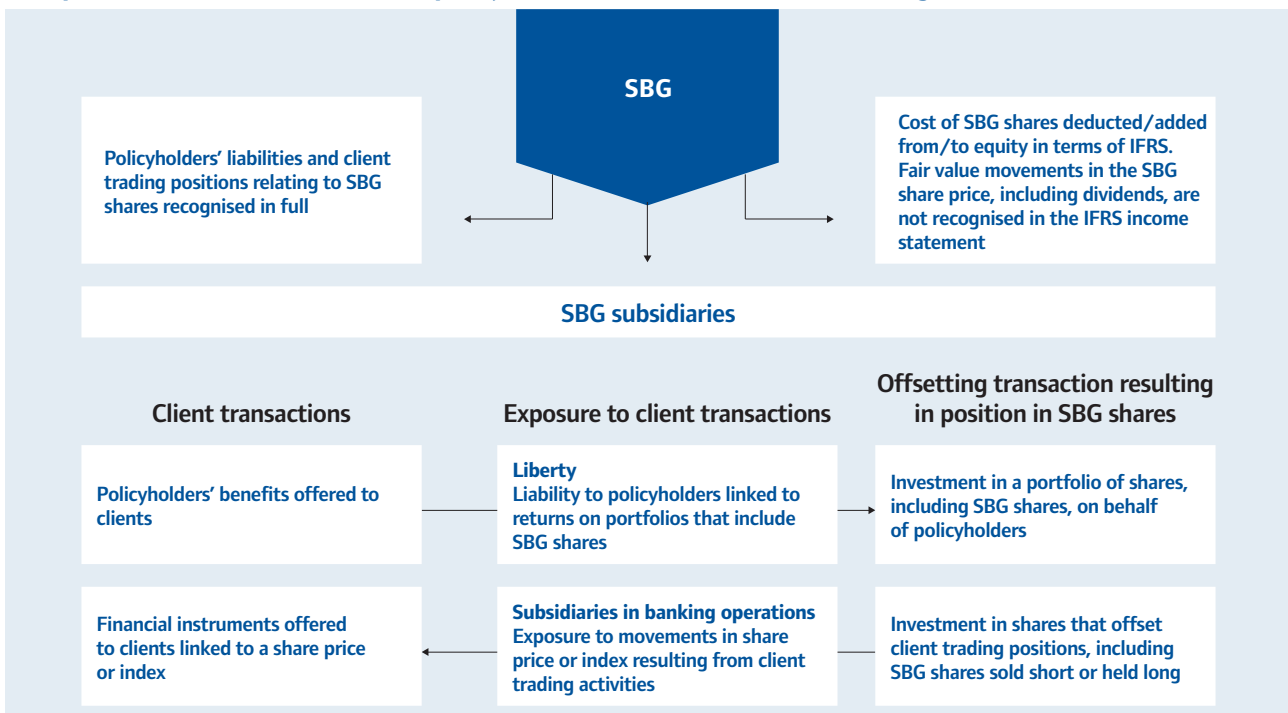 SBG
Policyholders’ liabilities and client
trading positions relating to SBG
shares recognised in full
Cost of SBG shares deducted/added
from/to equity in terms of IFRS.
Fair value movements in the SBG
share price, including dividends, are
not recognised in the IFRS income
statement
SBG subsidiaries
Client transactions
Exposure to client transactions
Offsetting transaction resulting
in position in SBG shares
Policyholders’ benefits offered to
clients
Liberty
Liability to policyholders linked to
returns on portfolios that include
SBG shares
Investment in a portfolio of shares,
including SBG shares, on behalf
of policyholders
Financial instruments offered
to clients linked to a share price
or index
Subsidiaries in banking operations
Exposure to movements in share
price or index resulting from client
trading activities
Investment in shares that offset
client trading positions, including
SBG shares sold short or held long